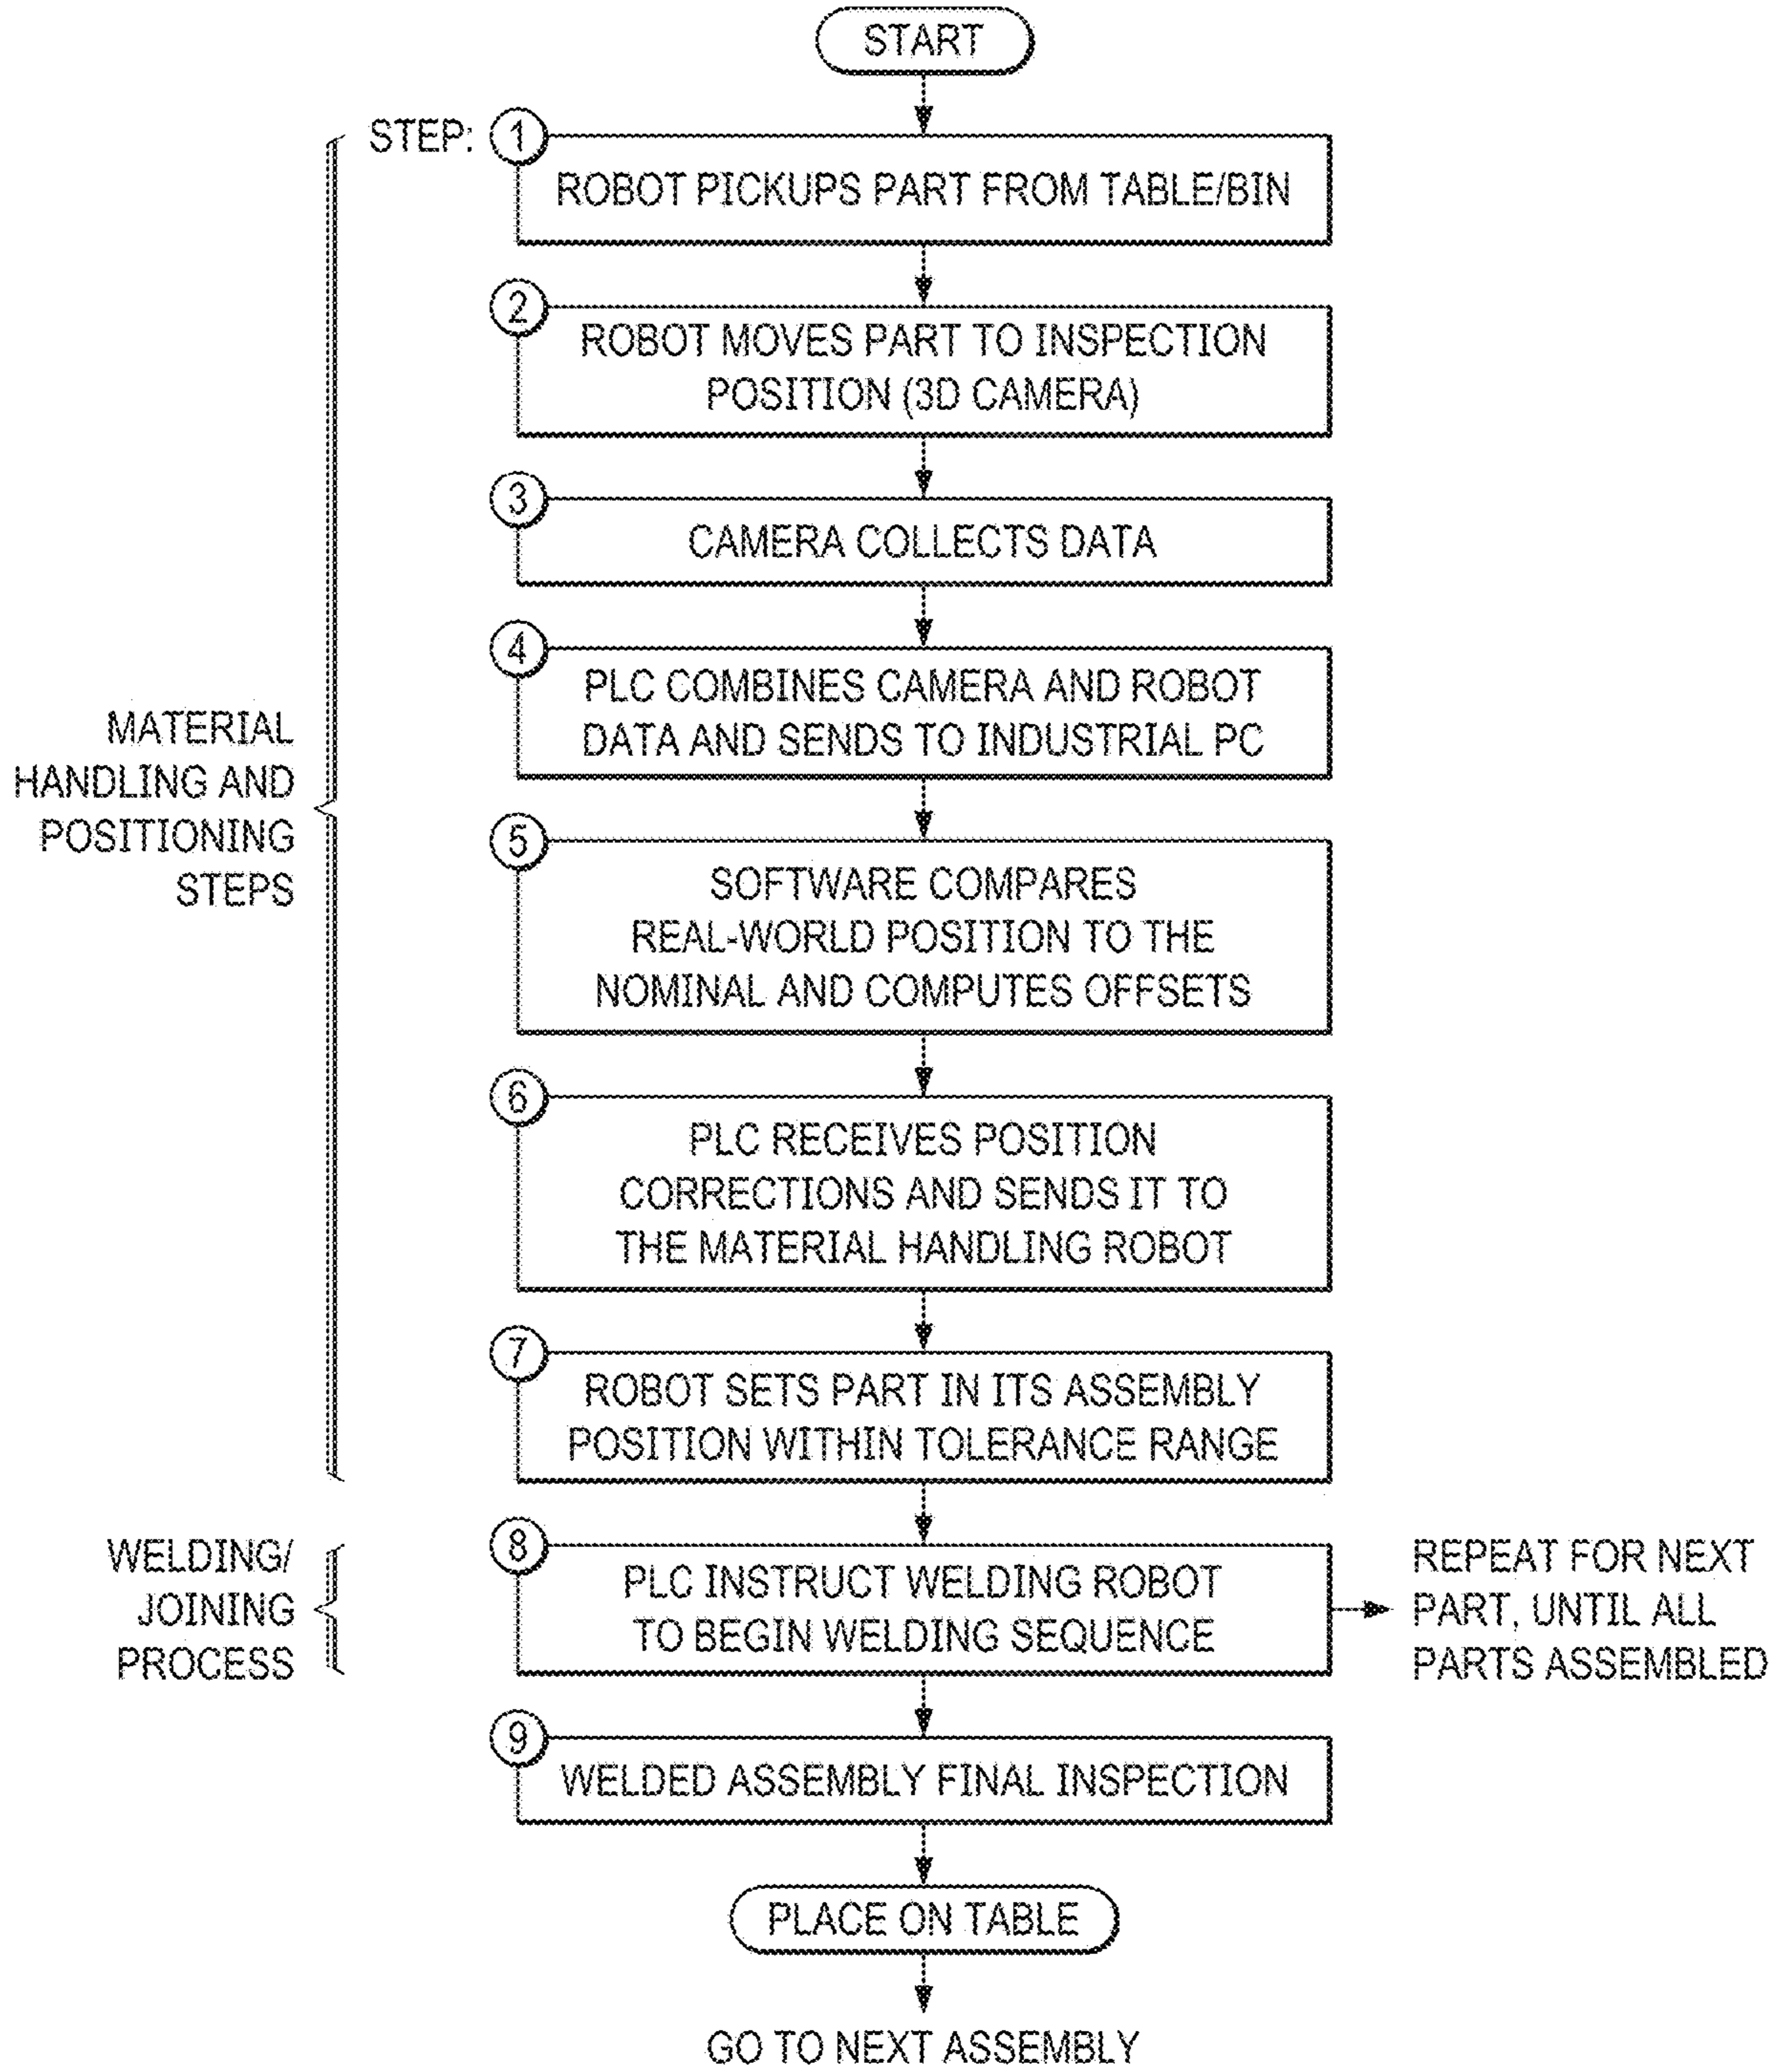 START
STEP:
1
ROBOT PICKUPS PART FROM TABLE/BIN
2
ROBOT MOVES PART TO INSPECTION
POSITION (3D CAMERA)
3
CAMERA COLLECTS DATA
4
PLC COMBINES CAMERA AND ROBOT
DATA AND SENDS TO INDUSTRIAL PC
MATERIAL
HANDLING AND
POSITIONING
STEPS
5
SOFTWARE COMPARES
REAL-WORLD POSITION TO THE
NOMINAL AND COMPUTES OFFSETS
6
PLC RECEIVES POSITION
CORRECTIONS AND SENDS IT TO
THE MATERIAL HANDLING ROBOT
7
ROBOT SETS PART IN ITS ASSEMBLY
POSITION WITHIN TOLERANCE RANGE
WELDING/
JOINING
PROCESS
8
PLC INSTRUCT WELDING ROBOT
TO BEGIN WELDING SEQUENCE
REPEAT FOR NEXT
PART, UNTIL ALL
PARTS ASSEMBLED
9
WELDED ASSEMBLY FINAL INSPECTION
PLACE ON TABLE
GO TO NEXT ASSEMBLY